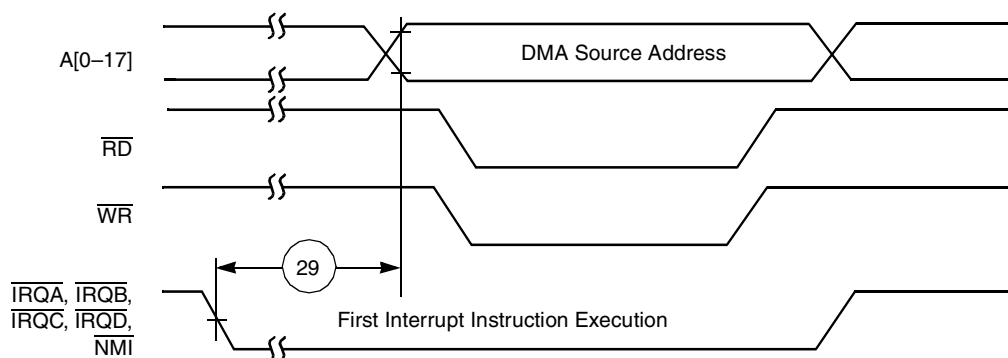 A[0–17]
DMA Source Address
RD
WR
29
IRQA, IRQB,
IRQC, IRQD,
NMI
First Interrupt Instruction Execution